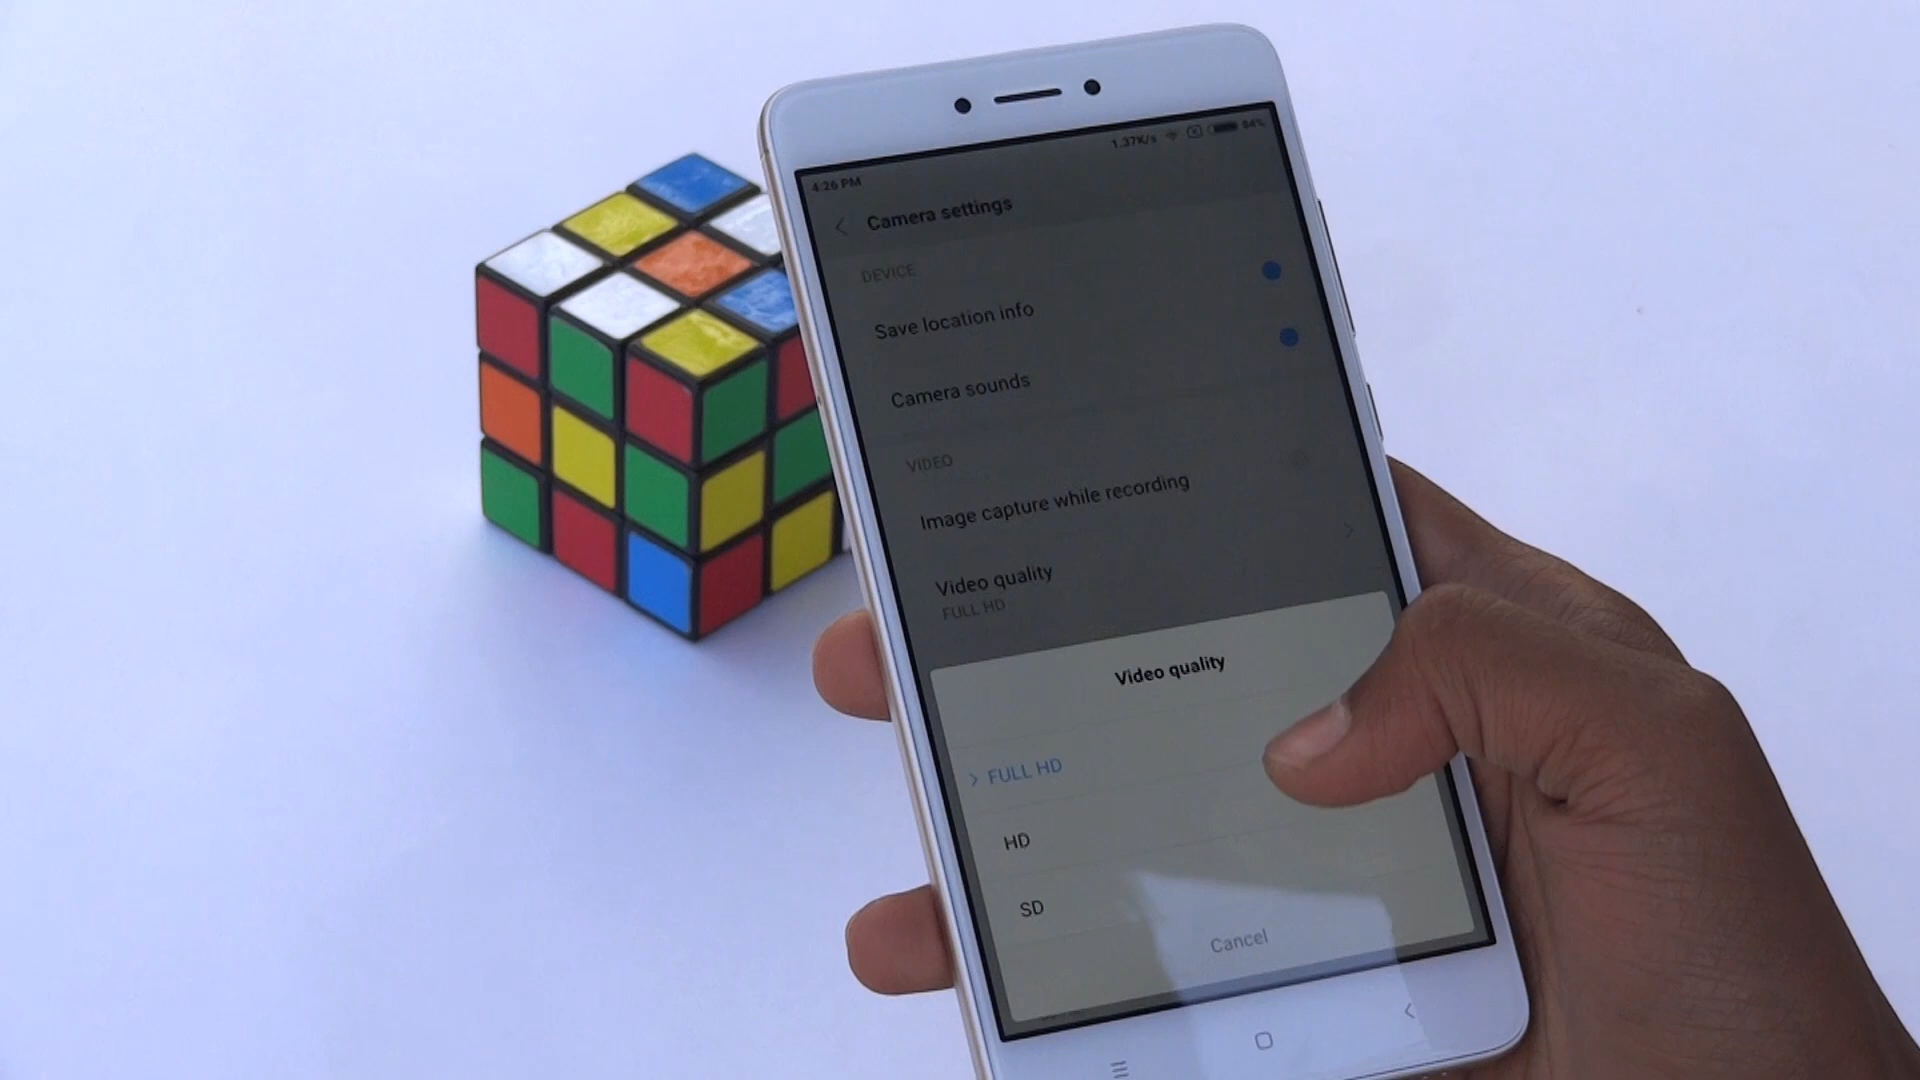 1.37K/s 84%
4:26 PM
Camera settings
DEVICE
Save location info
Camera sounds
VIDEO
Image capture while recording
Video quality
FULL HD
Video quality
FULL HD
HD
SD
Cancel